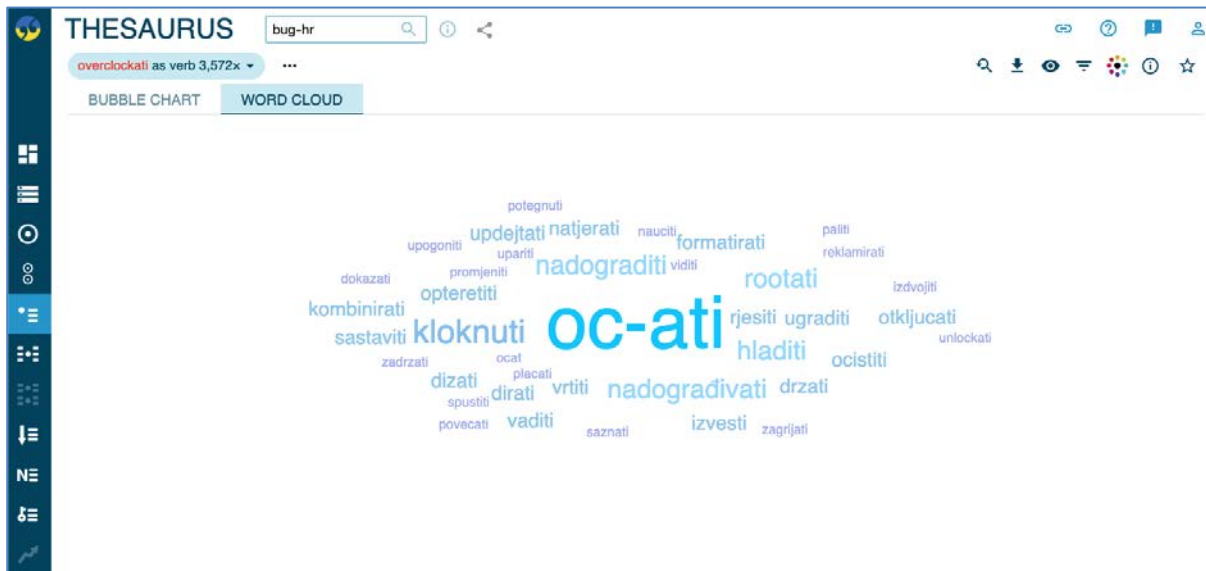 THESAURUS bug-hr
overclockati as verb 3,572x
BUBBLE CHART WORD CLOUD
potegnuti
updejtati natjerati nauciti formatirati paliti
upogoniti upariti reklamirati
promjeniti nadograditi viditi
dokazati opteretiti rootati izdvojiti
kombinirati
sastaviti kloknuti oc-ati rjesiti ugraditi otkljucati
unlockati
zadrzati ocat hladiti ocistiti
placati
dizati dirati vrtiti nadograđivati drzati
spustiti
povecati vaditi saznati izvesti zagrijati
N